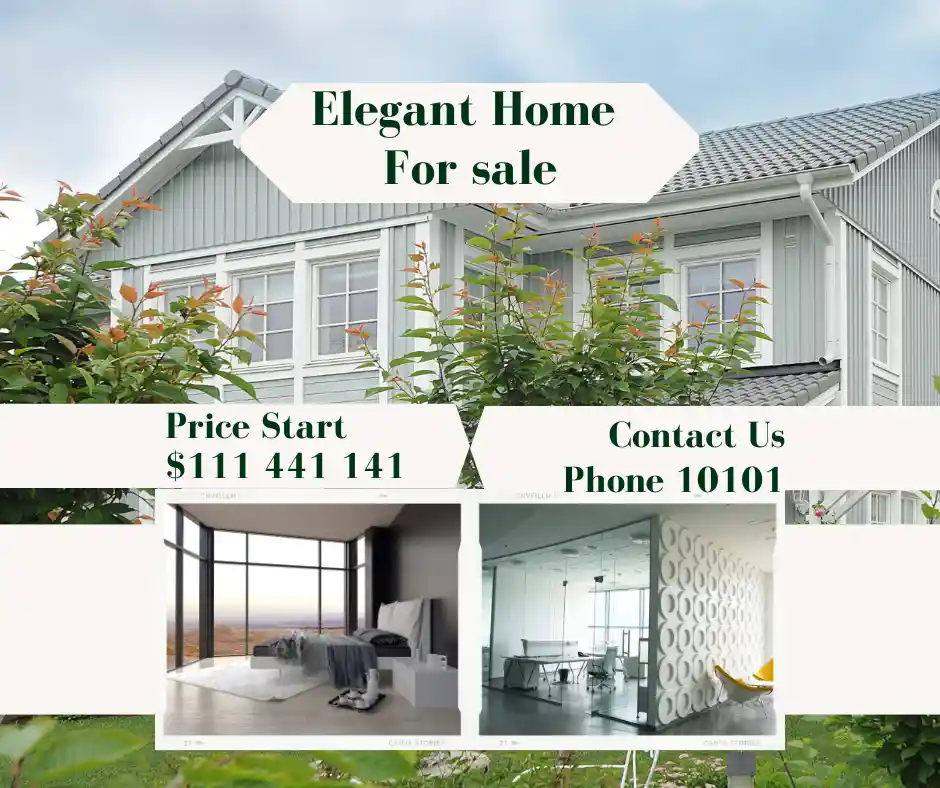 Elegant Home
For sale
Price Start
$111 441 141
Contact Us
Phone 10101